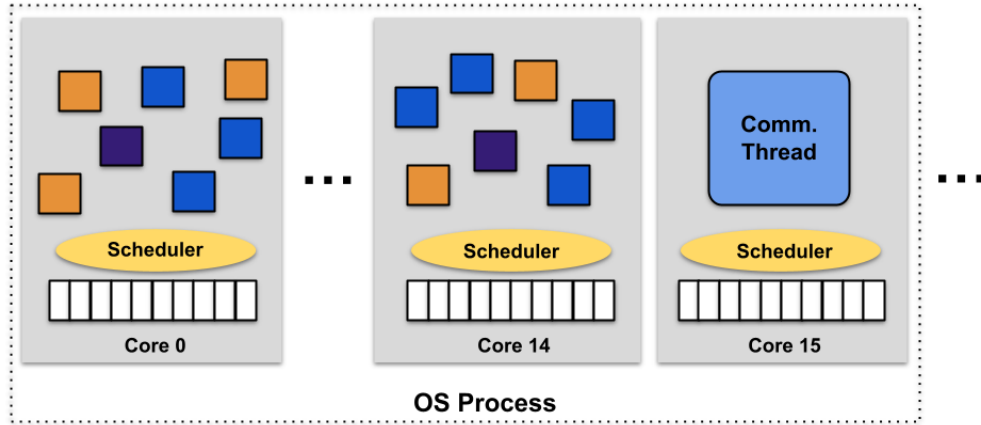 Comm.
Thread
Scheduler
Scheduler
Scheduler
Core 0
Core 14
Core 15
OS Process